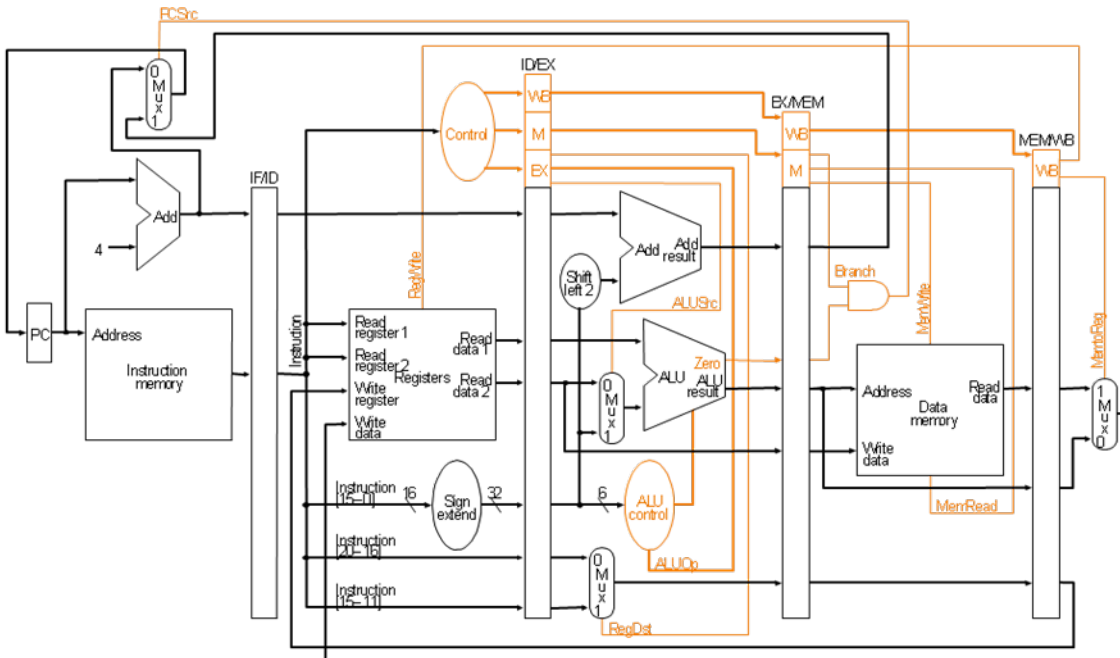 PCSrc
ID/EX
0
M
u
x
1
WB
EX/MEM
Control
M
WB
MEM/WB
EX
M
WB
IF/ID
Add
4
Add
Add
result
Shift
left 2
Branch
RegWrite
ALUSrc
MemWrite
MemtoReg
PC
Address
Instruction
memory
Instruction
Read
register 1
Read
register 2
Registers
Write
register
Write
data
Read
data 1
Read
data 2
0
M
u
x
1
Zero
ALU
ALU
result
Address
Read
data
Data
memory
Write
data
1
M
u
x
0
Instruction
[15–0]
16
Sign
extend
32
6
ALU
control
MemRead
Instruction
[20–16]
Instruction
[15–11]
0
M
u
x
1
ALUOp
RegDst